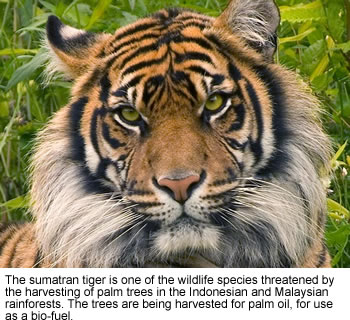 The sumatran tiger is one of the wildlife species threatened by
the harvesting of palm trees in the Indonesian and Malaysian
rainforests. The trees are being harvested for palm oil, for use
as a bio-fuel.